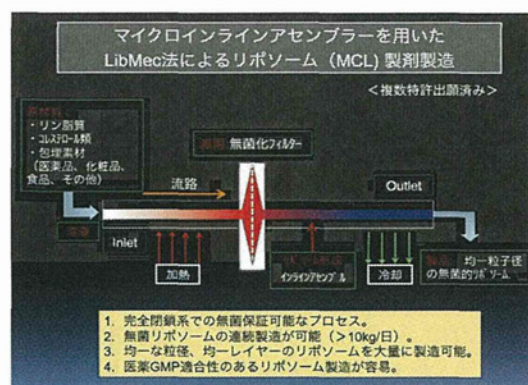 マイクロインラインアセンブラーを用いた
LibMec法によるリポソーム（MCL) 製剤製造
＜複数特許出願済み＞
原材料
・リン脂質
・コレステロール類
・包埋素材
（医薬品、化粧品、
食品、その他）
無菌化フィルター
流路
Outlet
Inlet
加熱
インラインアセンブル
冷却
均一粒子径
の無菌的リポソーム
1. 完全閉鎖系での無菌保証可能なプロセス。
2. 無菌リポソームの連続製造が可能（＞10kg/日）。
3. 均一な粒径、均一レイヤーのリポソームを大量に製造可能。
4. 医薬GMP適合性のあるリポソーム製造が容易。